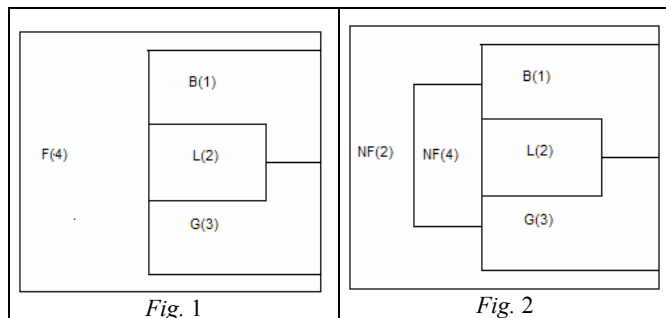 B(1)
F(4)
L(2)
G(3)
Fig. 1
B(1)
NF(2)
NF(4)
L(2)
G(3)
Fig. 2